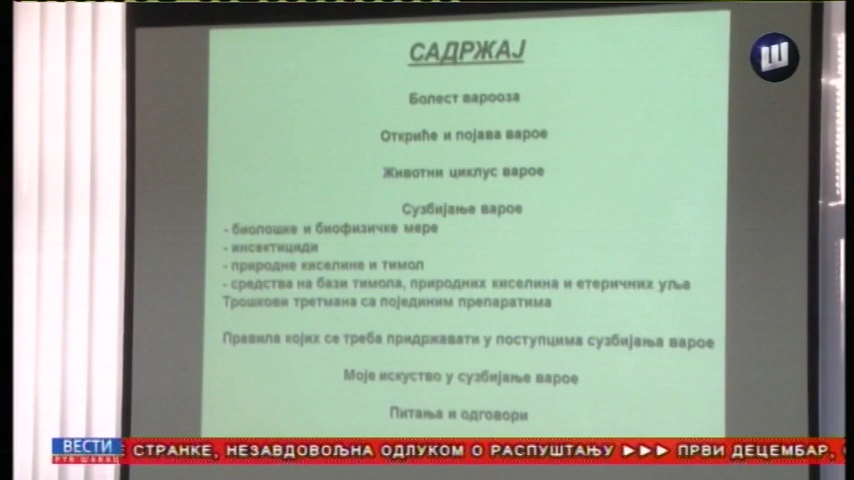 САДРЖАЈ
Ш
Болест варооза
Откриће и појава варое
Животни циклус варое
Сузбијање варое
- биолошке и биофизичке мере
- инсектициди
- природне киселине и тимол
- средства на бази тимола, природних киселина и етеричних уља
Трошкови третмана са појединим препаратима
Правила којих се треба придржавати у поступцима сузбијања варое
Моје искуство у сузбијање варое
Питања и одговори
ВЕСТИ
РТВ ШАБАЦ
СТРАНКЕ, НЕЗАВДОВОЉНА ОДЛУКОМ О РАСПУШТАЊУ ►►► ПРВИ ДЕЦЕМБАР,